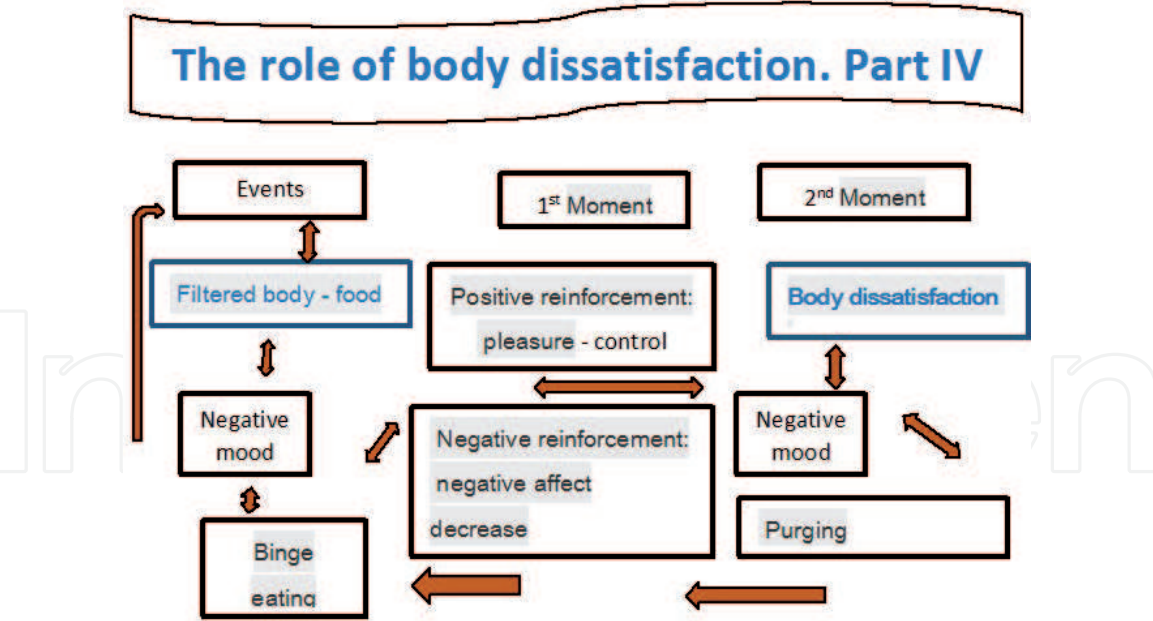 The role of body dissatisfaction. Part IV
Events
1st Moment
2nd Moment
Filtered body - food
Positive reinforcement:
pleasure - control
Body dissatisfaction
Negative
mood
Negative reinforcement:
negative affect
decrease
Negative
mood
Binge
eating
Purging